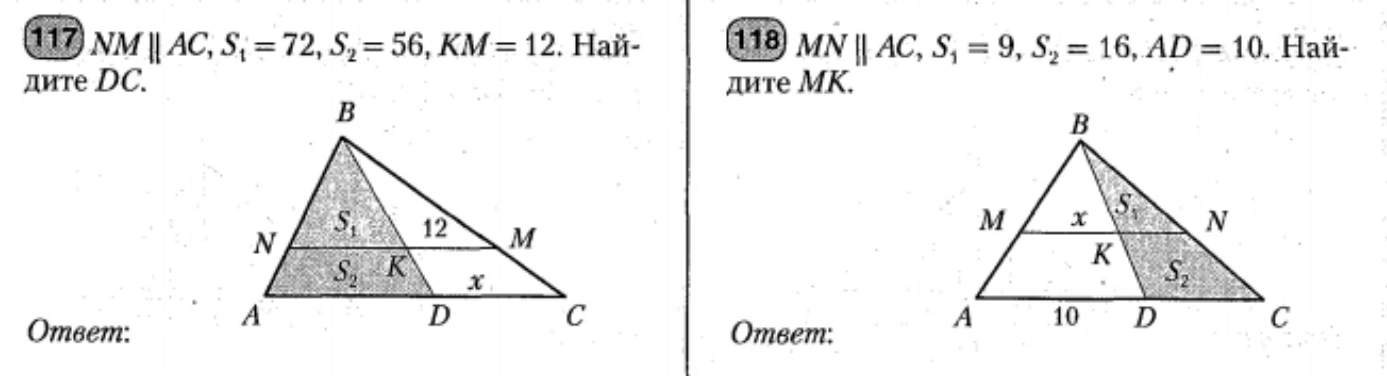 117 NM || AC, S₁ = 72, S₂ = 56, KM = 12. Най-
дите DC.
B
S₁
12
N
M
S₂
K
x
A
D
C
Ответ:
118 MN || AC, S₁ = 9, S₂ = 16, AD = 10. Най-
дите MK.
B
S₁
M
x
N
K
S₂
A
10
D
C
Ответ: